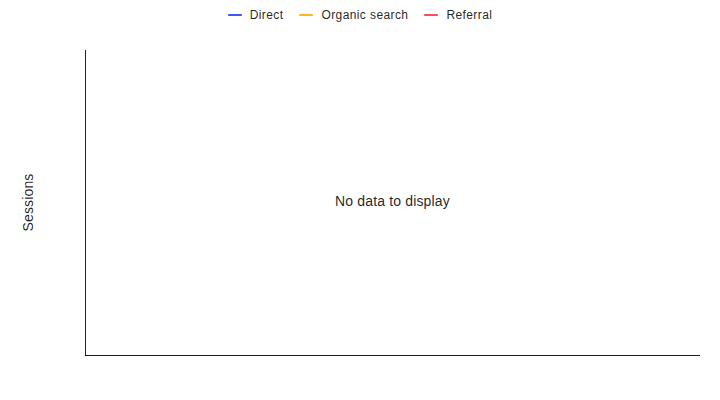 Direct Organic search Referral
Sessions
No data to display